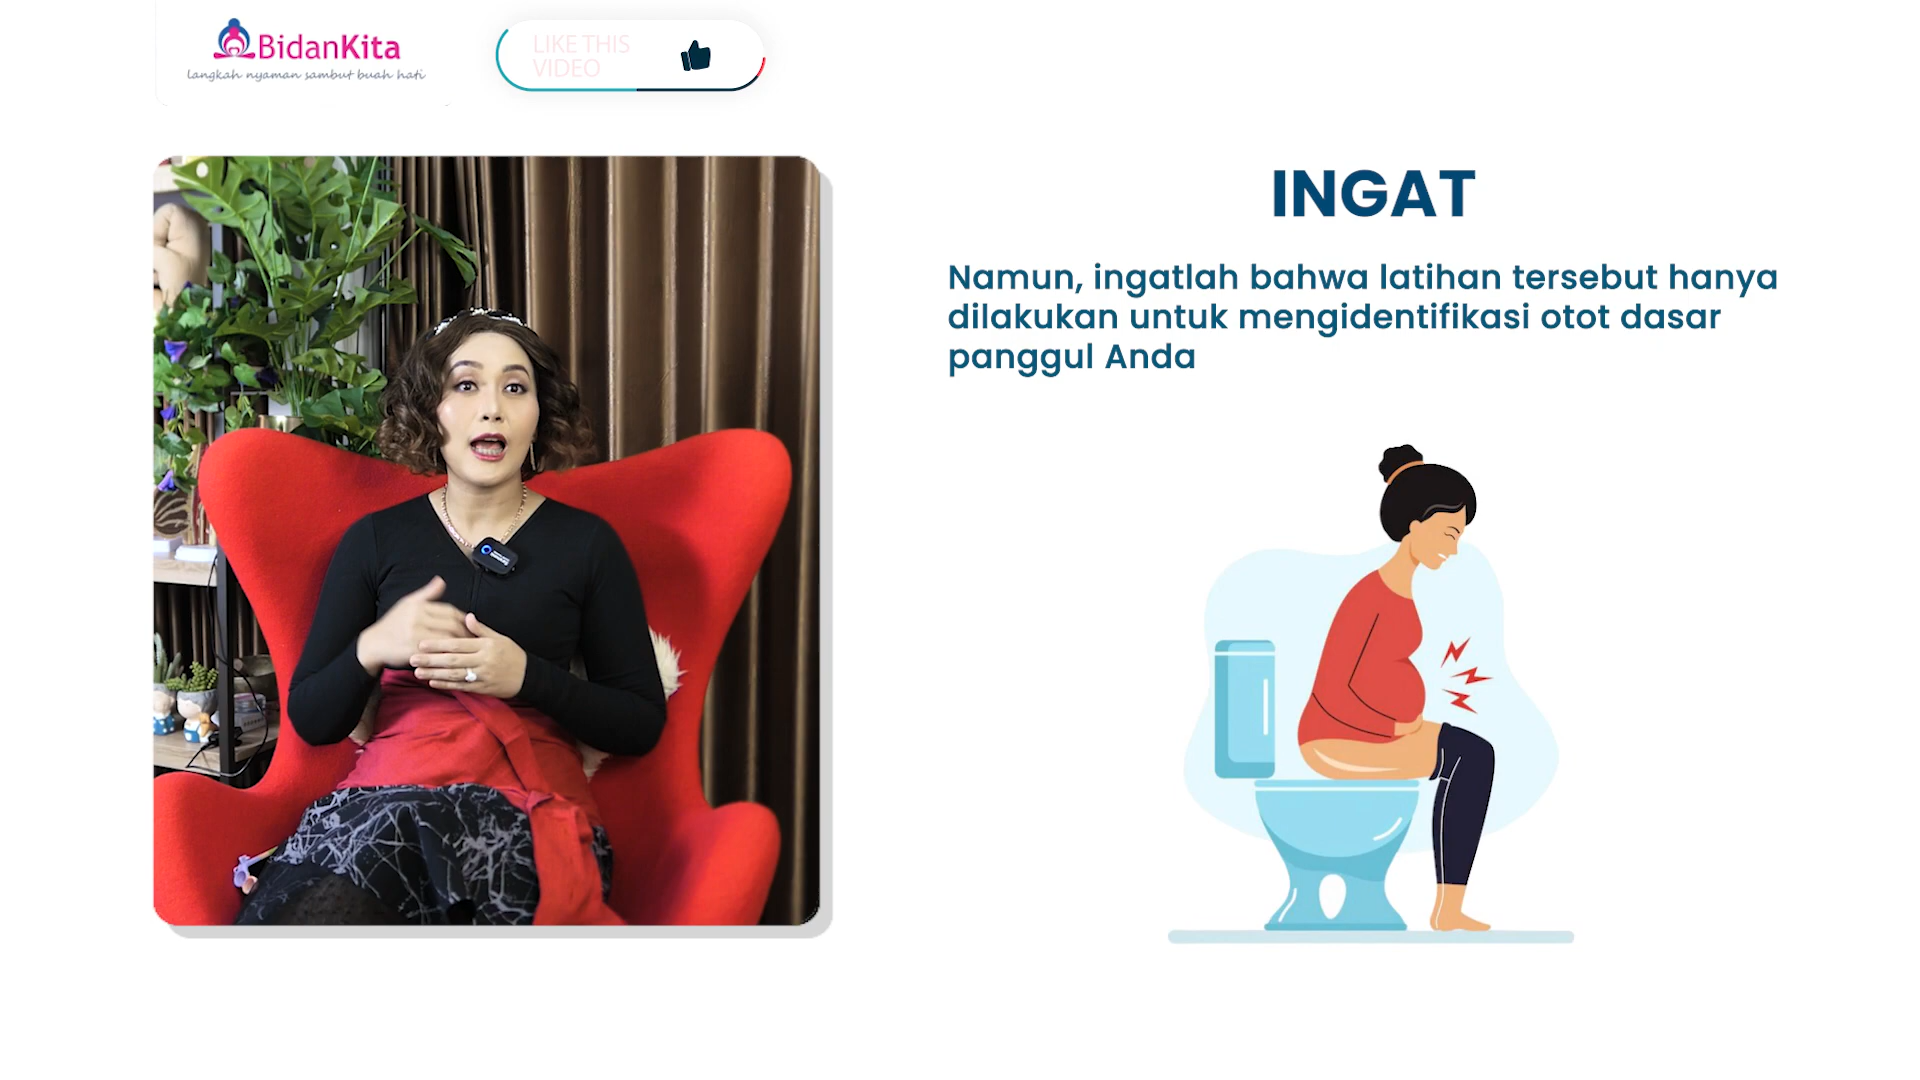 BidanKita
langkah nyaman sambut buah hati
LIKE THIS
VIDEO
INGAT
Namun, ingatlah bahwa latihan tersebut hanya
dilakukan untuk mengidentifikasi otot dasar
panggul Anda